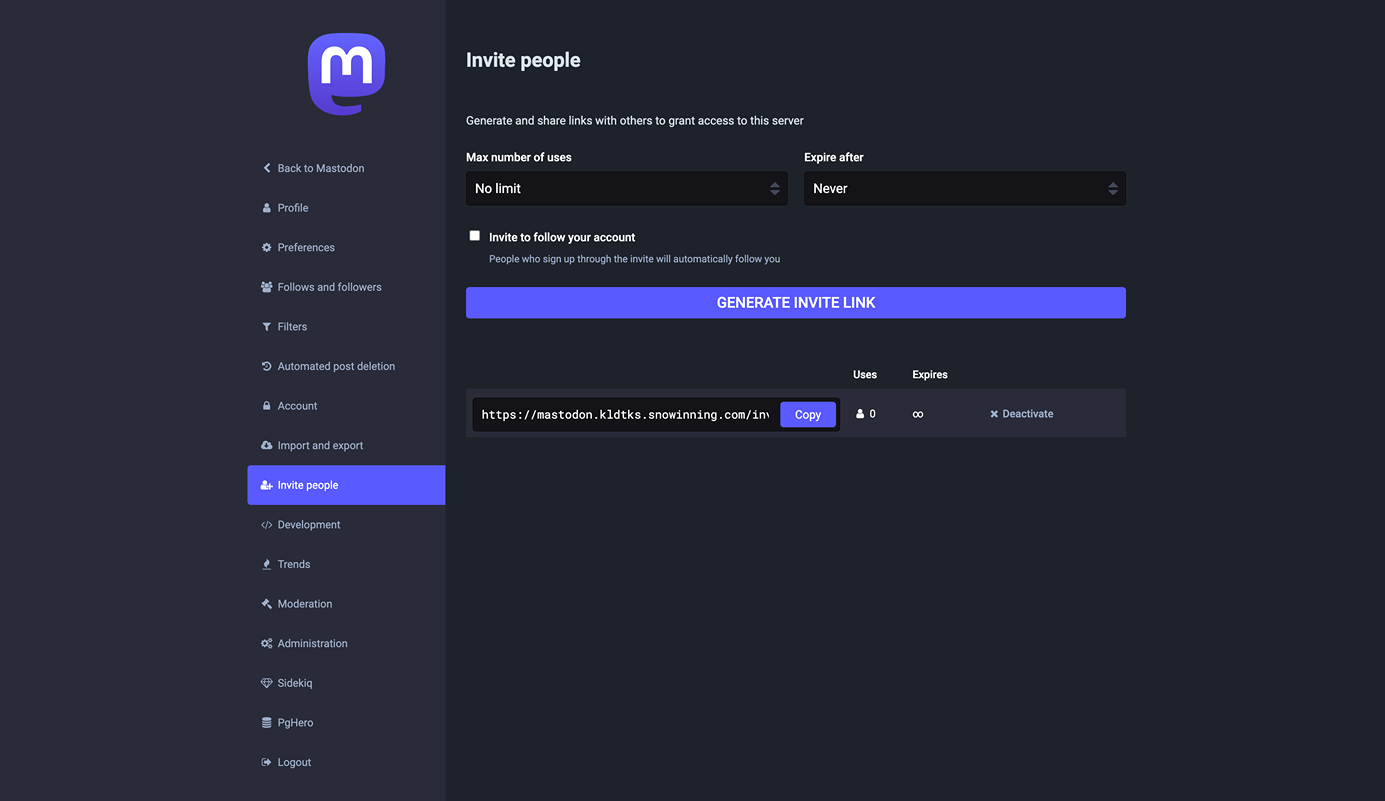 m
Back to Mastodon
Profile
Preferences
Follows and followers
Filters
Automated post deletion
Account
Import and export
Invite people
Development
Trends
Moderation
Administration
Sidekiq
PgHero
Logout
Invite people
Generate and share links with others to grant access to this server
Max number of uses Expire after
No limit Never
Invite to follow your account
People who sign up through the invite will automatically follow you
GENERATE INVITE LINK
Uses Expires
https://mastodon.kldtks.snowinning.com/inv Copy 0 ∞ Deactivate